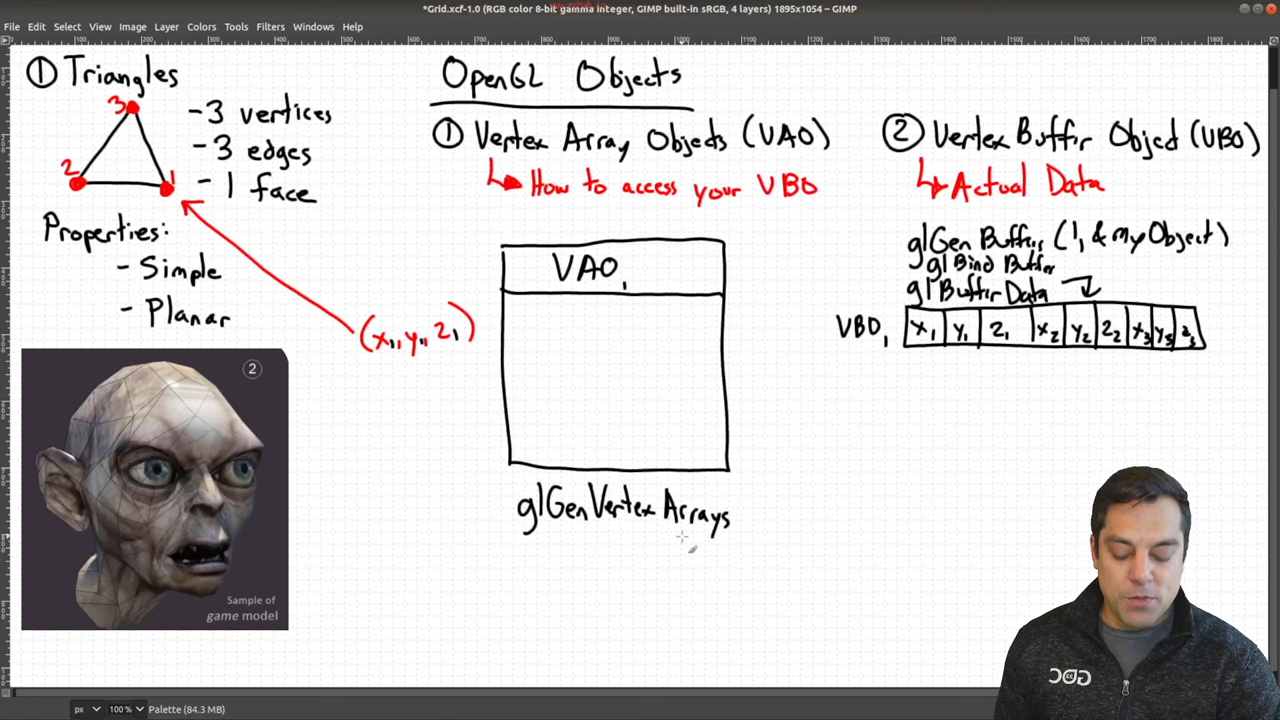 *Grid.xcf-1.0 (RGB color 8-bit gamma integer, GIMP built-in sRGB, 4 layers) 1895x1054 – GIMP
File Edit Select View Image Layer Colors Tools Filters Windows Help
① Triangles
3
2
1
-3 vertices
-3 edges
-1 face
Properties:
- Simple
- Planar
(x₁, y₁, z₁)
②
Sample of
game model
OpenGL Objects
① Vertex Array Objects (VAO)
How to access your VBO
VAO₁
glGenVertexArrays
② Vertex Buffer Object (VBO)
Actual Data
glGenBuffer (1, &myObject)
glBindBuffer
glBufferData
VBO₁ x₁ y₁ z₁ x₂ y₂ z₂ x₃ y₃ z₃
GDC
px 100% Palette (84.3 MB)